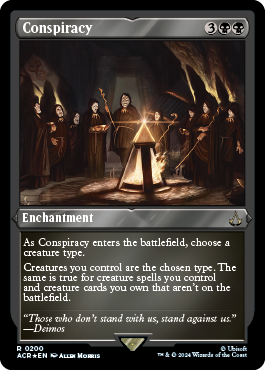 Conspiracy 3
Enchantment
As Conspiracy enters the battlefield, choose a
creature type.
Creatures you control are the chosen type. The
same is true for creature spells you control
and creature cards you own that aren't on the
battlefield.
"Those who don't stand with us, stand against us."
—Deimos
R 0200
ACR★EN Allen Morris
© Ubisoft
™ & © 2024 Wizards of the Coast